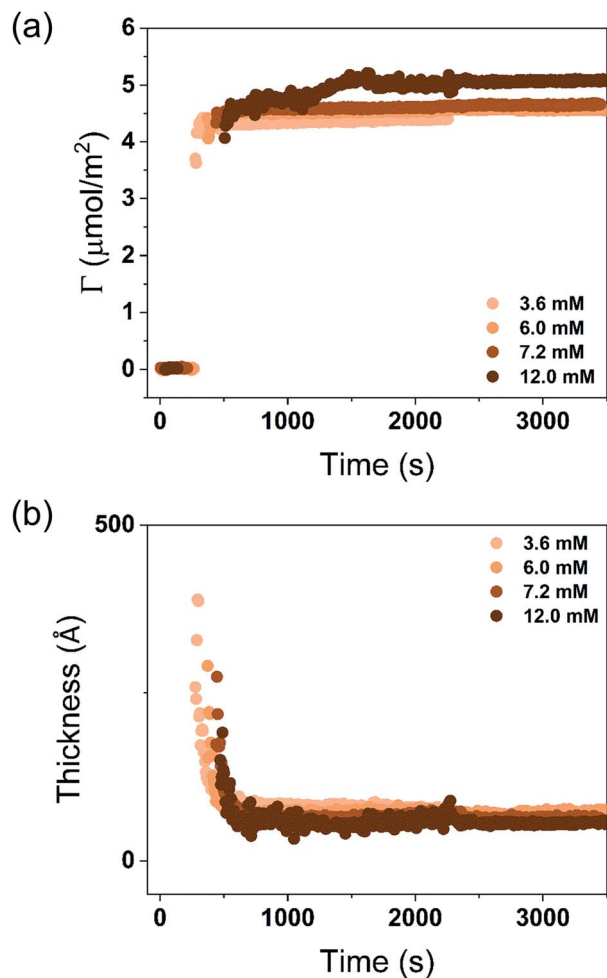 (a)
6
5
4
3
2
1
0
Γ (μmol/m²)
3.6 mM
6.0 mM
7.2 mM
12.0 mM
0 1000 2000 3000
Time (s)
(b)
500
0
Thickness (Å)
3.6 mM
6.0 mM
7.2 mM
12.0 mM
0 1000 2000 3000
Time (s)